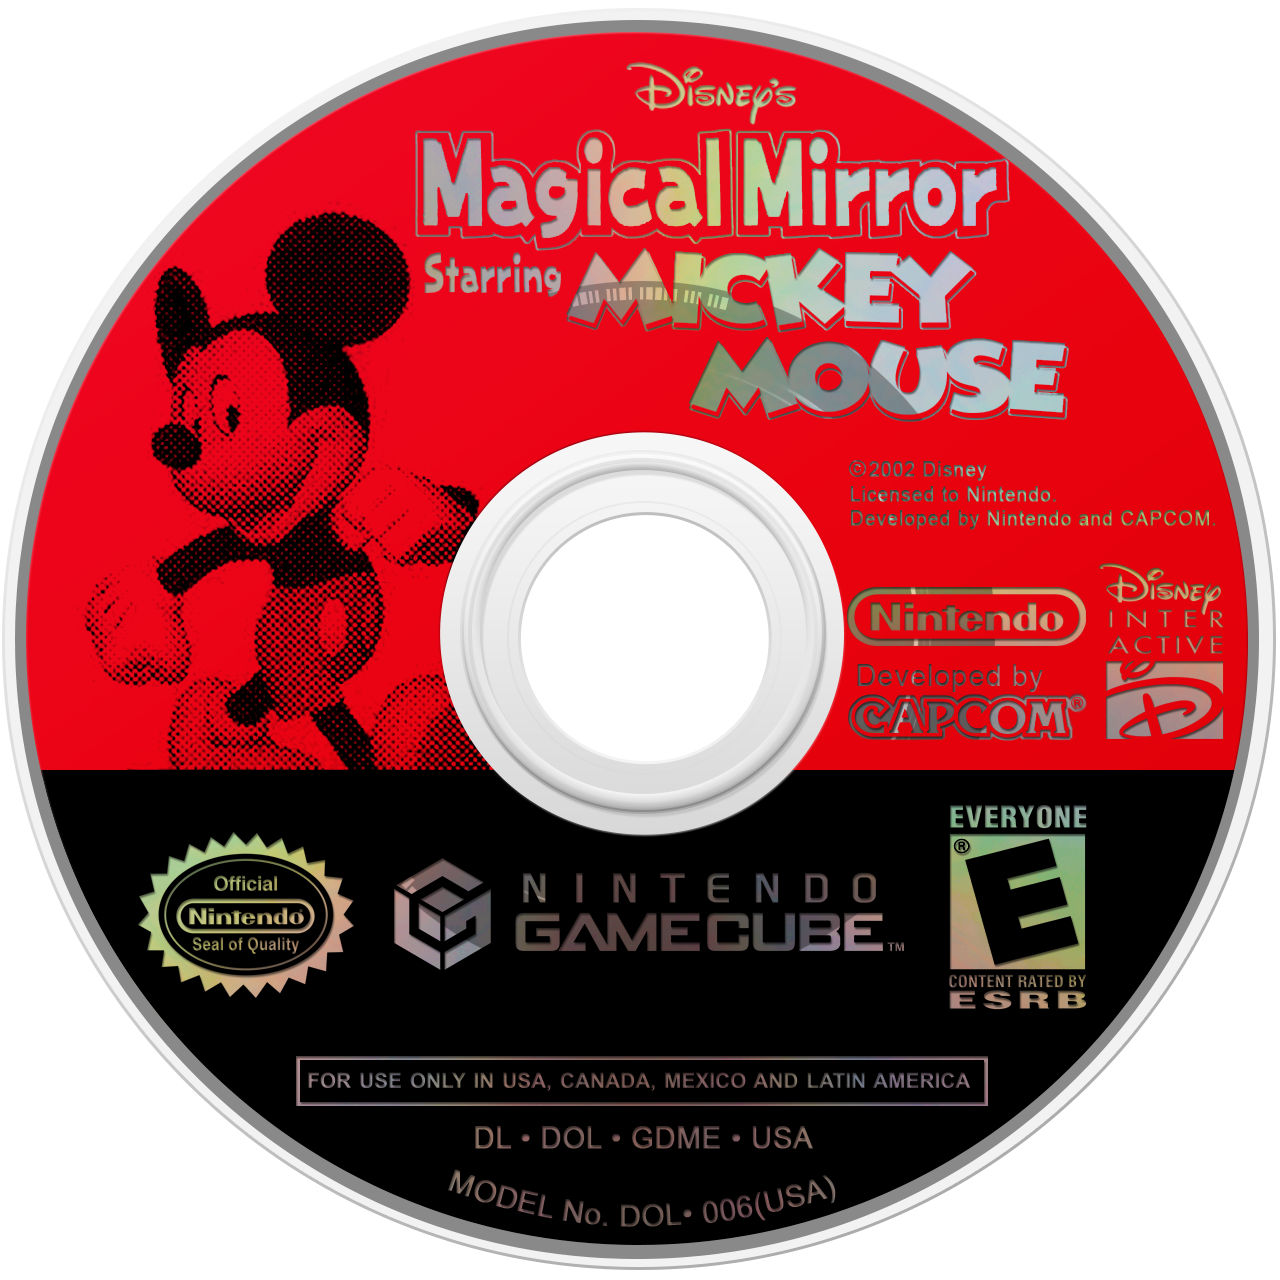 Disney's
Magical Mirror
Starring MICKEY
MOUSE
©2002 Disney
Licensed to Nintendo.
Developed by Nintendo and CAPCOM.
Nintendo
Disney
INTER
ACTIVE
Developed by
CAPCOM®
D
Official
Nintendo®
Seal of Quality
NINTENDO
GAMECUBE™
EVERYONE
®
E
CONTENT RATED BY
ESRB
FOR USE ONLY IN USA, CANADA, MEXICO AND LATIN AMERICA
DL • DOL • GDME • USA
MODEL No. DOL• 006(USA)